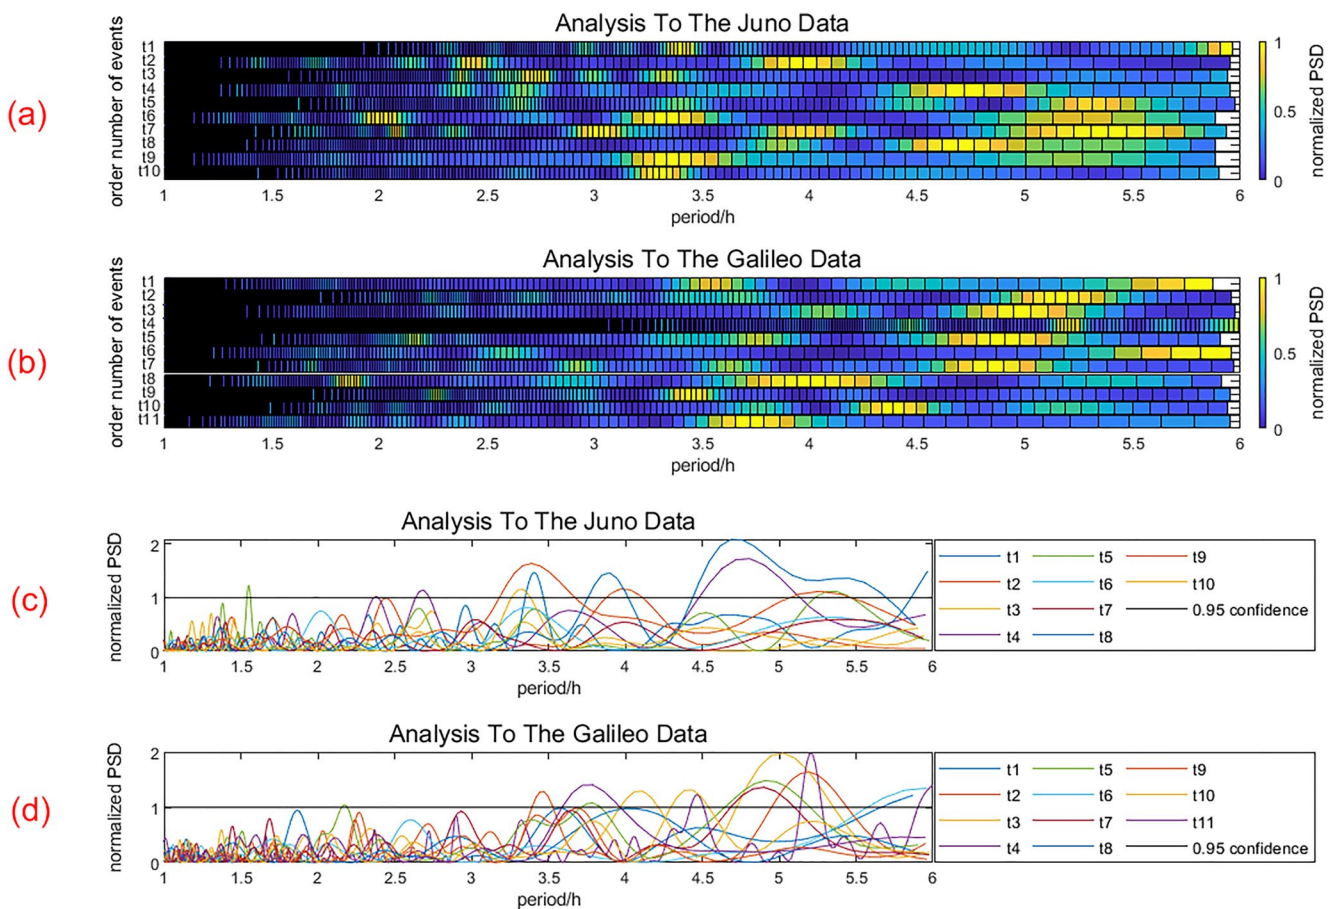 Analysis To The Juno Data
(a)
order number of events
t1
t2
t3
t4
t5
t6
t7
t8
t9
t10
1 1.5 2 2.5 3 3.5 4 4.5 5 5.5 6
period/h
1
0.5
0
normalized PSD
Analysis To The Galileo Data
(b)
order number of events
t1
t2
t3
t4
t5
t6
t7
t8
t9
t10
t11
1 1.5 2 2.5 3 3.5 4 4.5 5 5.5 6
period/h
1
0.5
0
normalized PSD
Analysis To The Juno Data
(c)
normalized PSD
2
1
0
1 1.5 2 2.5 3 3.5 4 4.5 5 5.5 6
period/h
t1 t5 t9
t2 t6 t10
t3 t7 0.95 confidence
t4 t8
Analysis To The Galileo Data
(d)
normalized PSD
2
1
0
1 1.5 2 2.5 3 3.5 4 4.5 5 5.5 6
period/h
t1 t5 t9
t2 t6 t10
t3 t7 t11
t4 t8 0.95 confidence